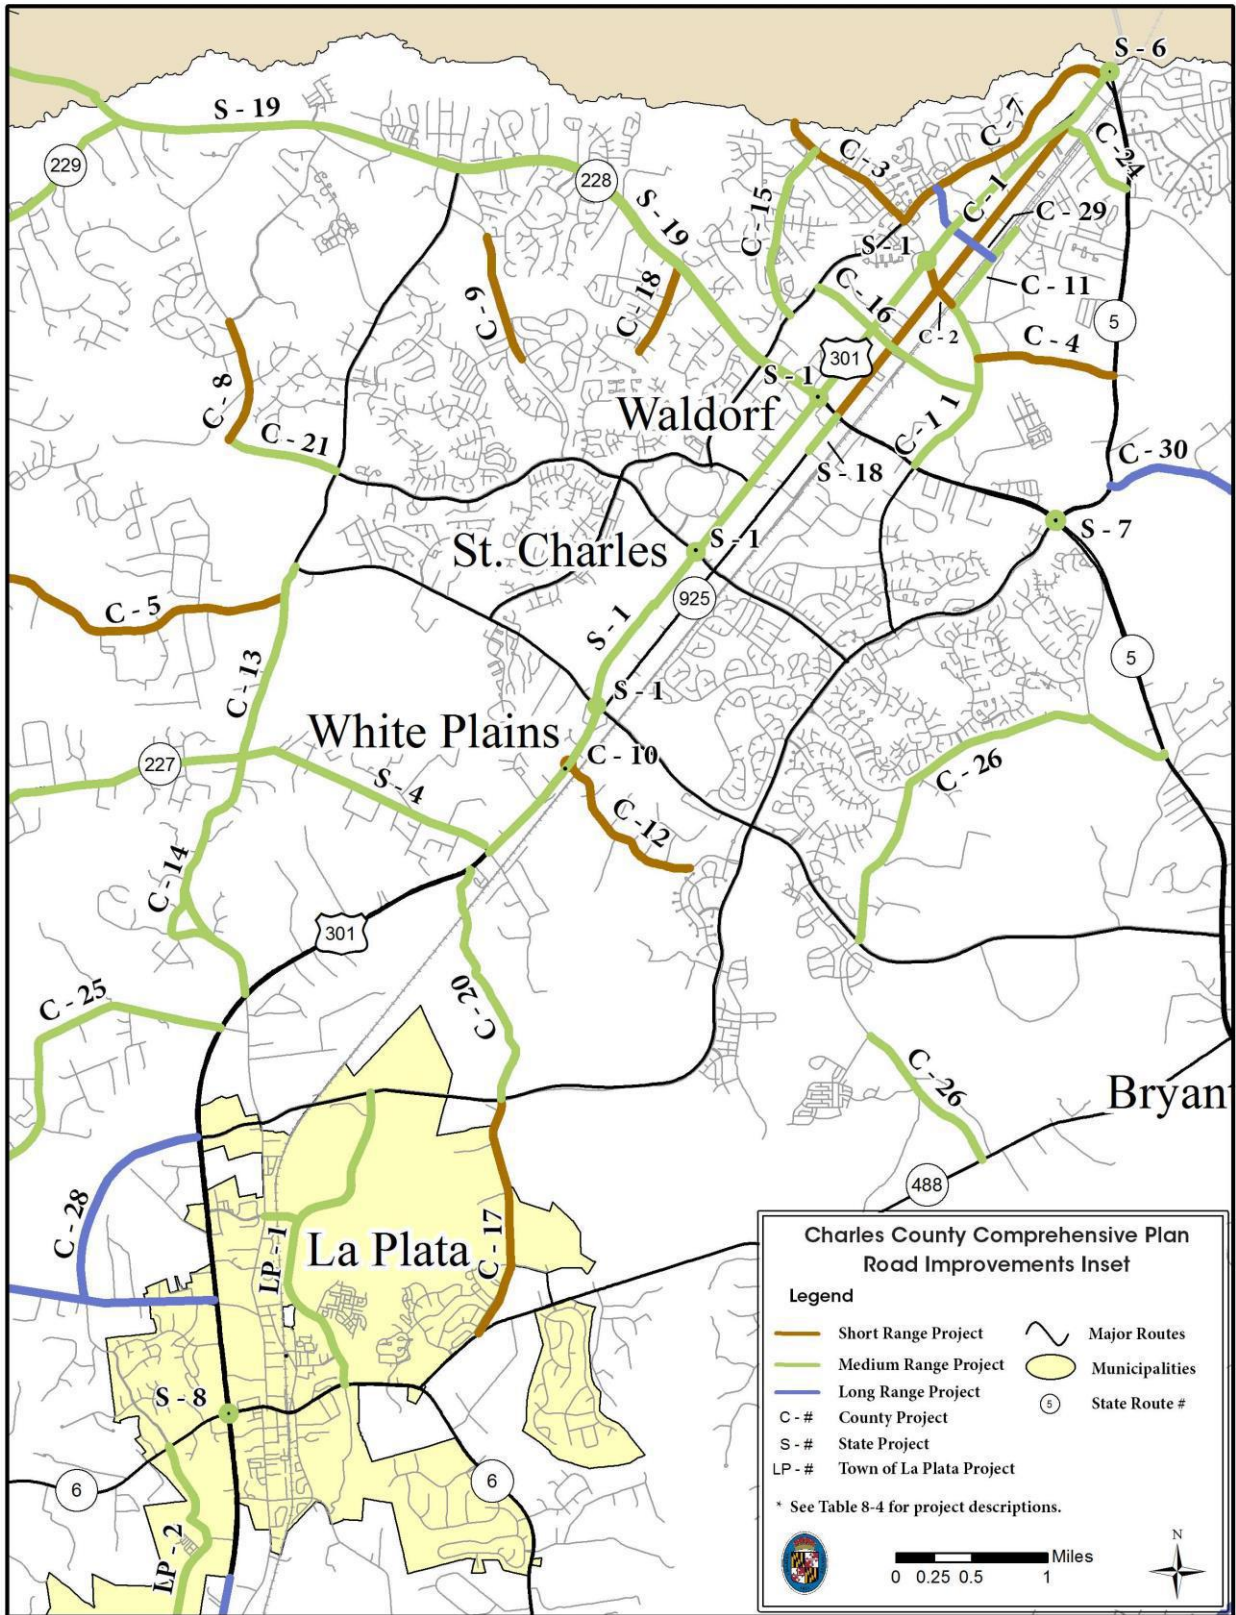 S - 6
S - 19
C - 7
229
C - 3
C - 24
228
C - 1
S - 19
C - 15
C - 29
S - 1
C - 9
C - 18
C - 11
C - 16
5
C - 2
C - 4
301
C - 8
S - 1
Waldorf
C - 1 1
C - 21
C - 30
S - 18
S - 7
St. Charles
S - 1
925
C - 5
S - 1
5
C - 13
S - 1
White Plains
C - 10
227
S - 4
C - 26
C - 12
C - 14
301
C - 25
C - 20
C - 26
Bryan
488
C - 28
C - 17
LP - 1
La Plata
S - 8
6
6
LP - 2
Charles County Comprehensive Plan
Road Improvements Inset
Legend
Short Range Project
Major Routes
Medium Range Project
Municipalities
Long Range Project
5
State Route #
C - # County Project
S - # State Project
LP - # Town of La Plata Project
* See Table 8-4 for project descriptions.
N
Miles
0 0.25 0.5 1